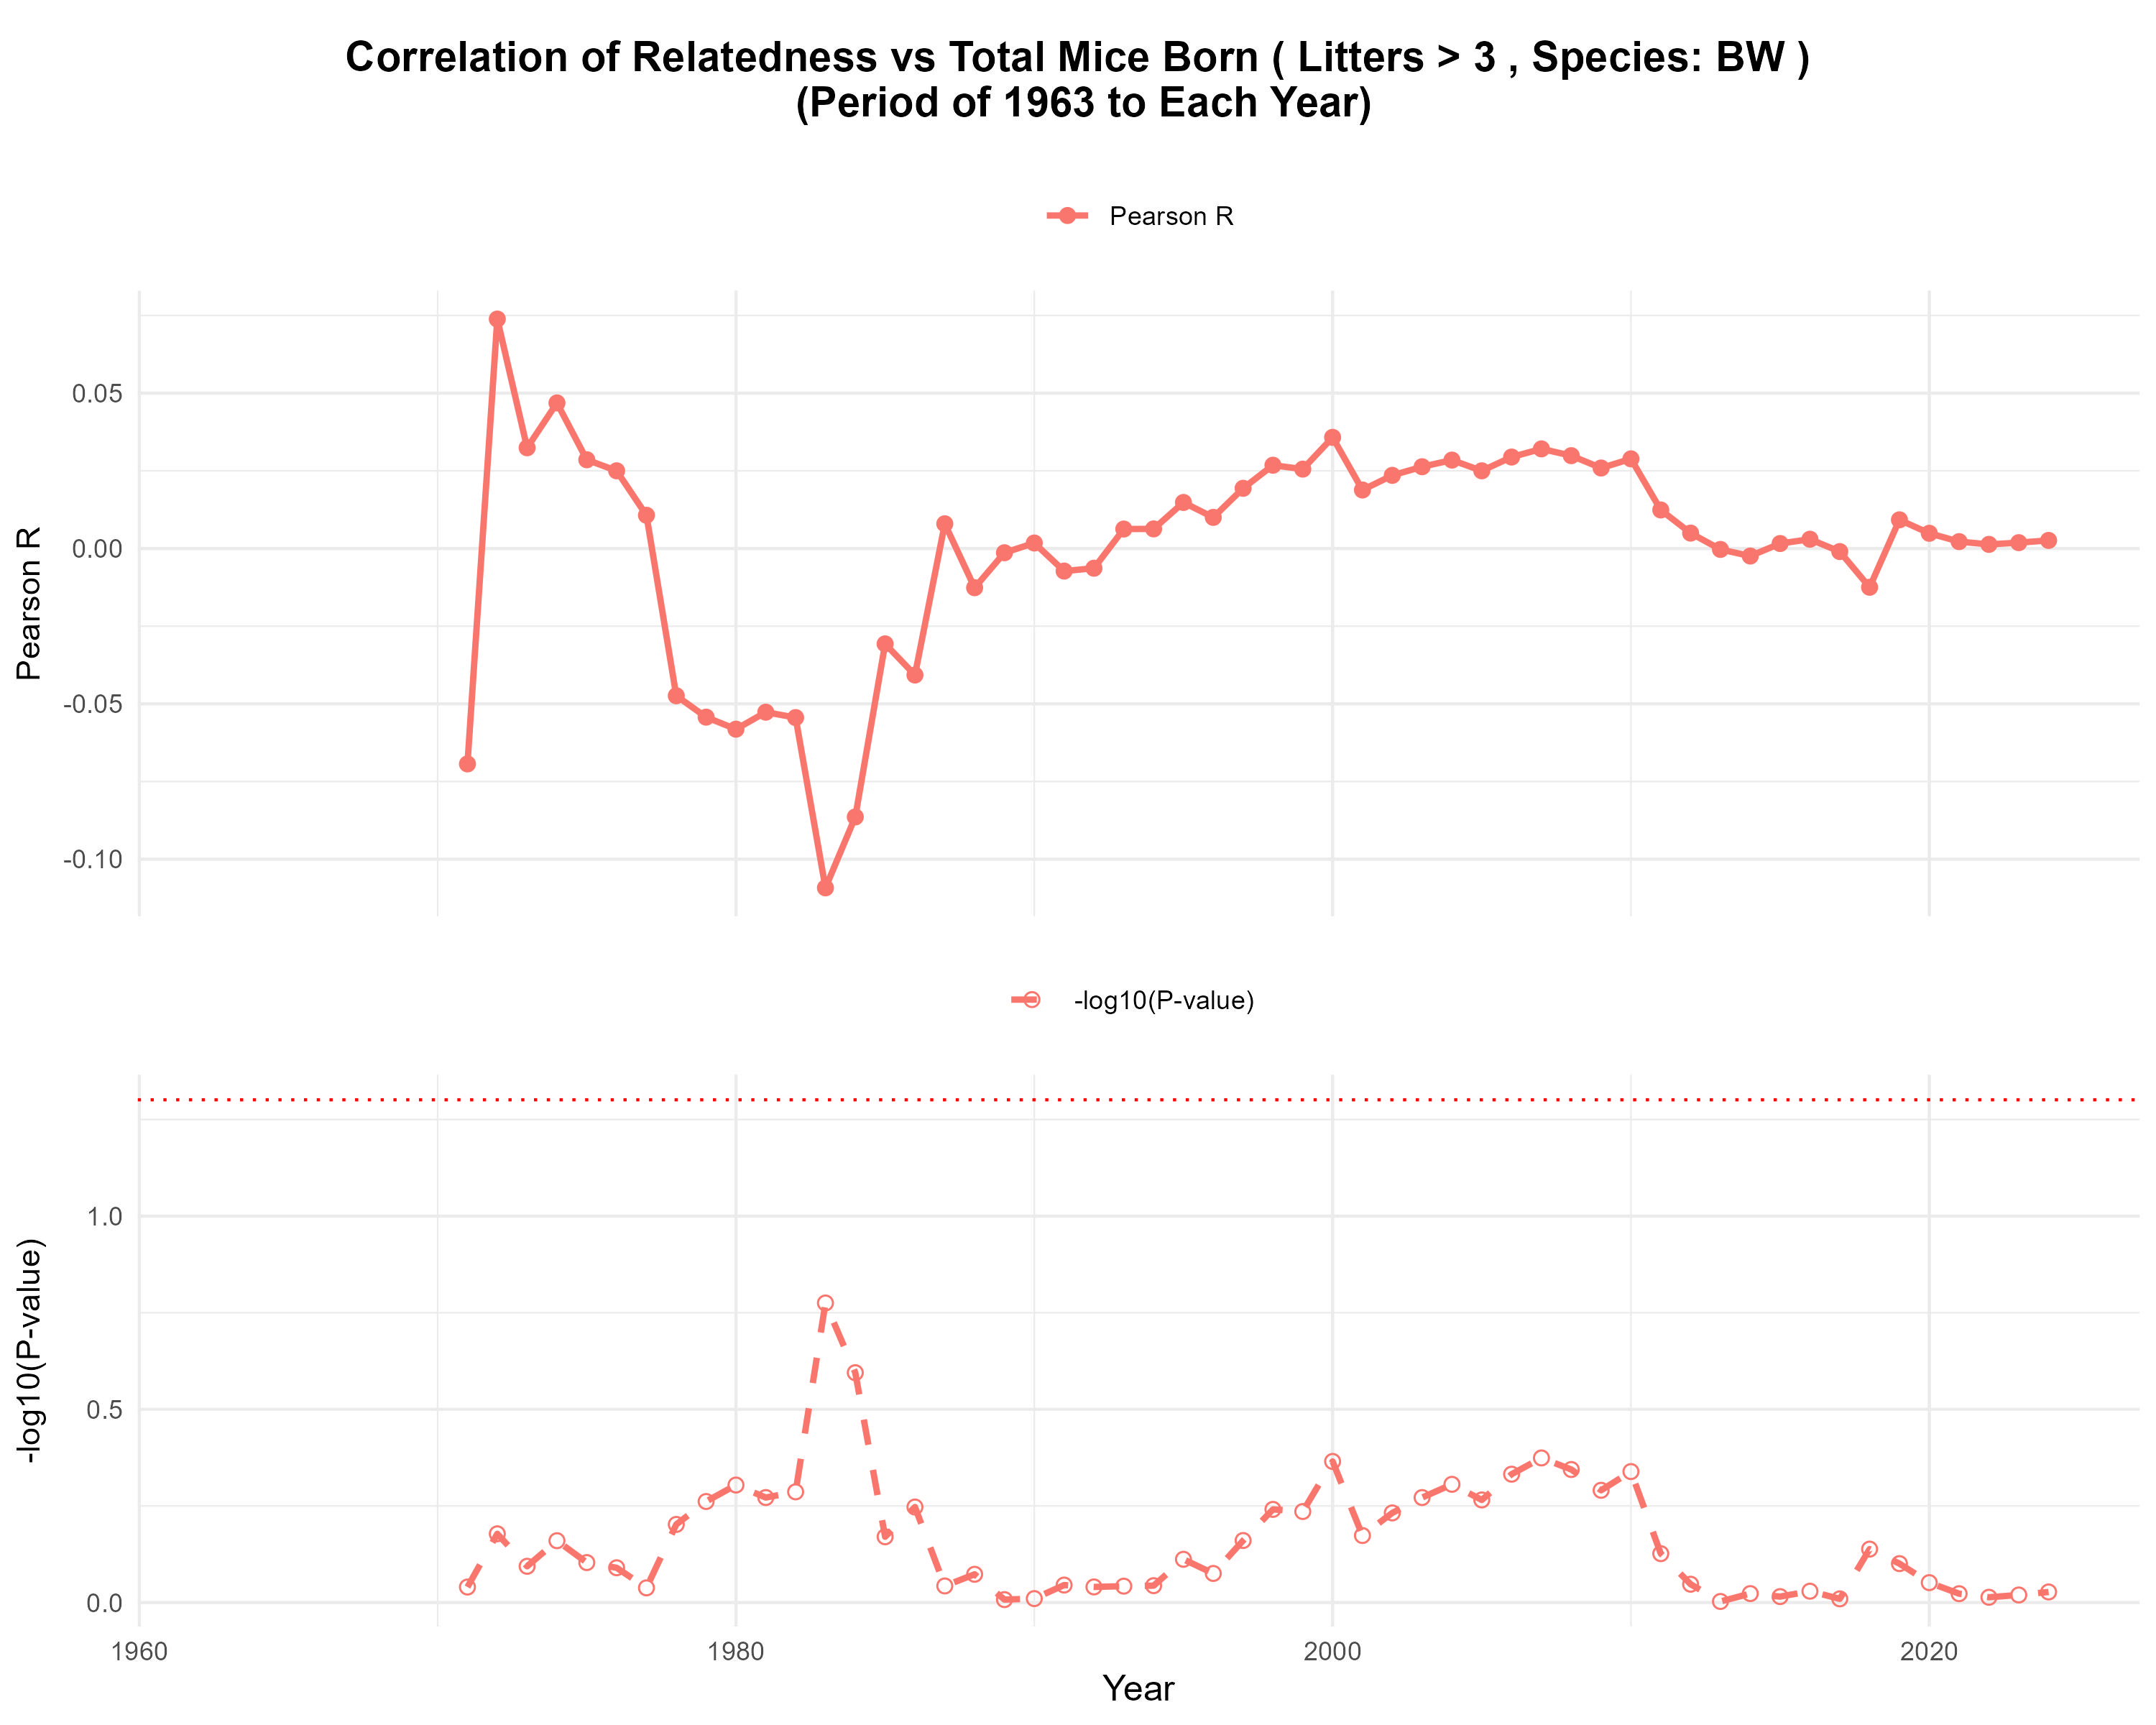 Correlation of Relatedness vs Total Mice Born ( Litters > 3 , Species: BW )
(Period of 1963 to Each Year)
Pearson R
Pearson R
0.05
0.00
-0.05
-0.10
-log10(P-value)
-log10(P-value)
1.0
0.5
0.0
1960 1980 2000 2020
Year